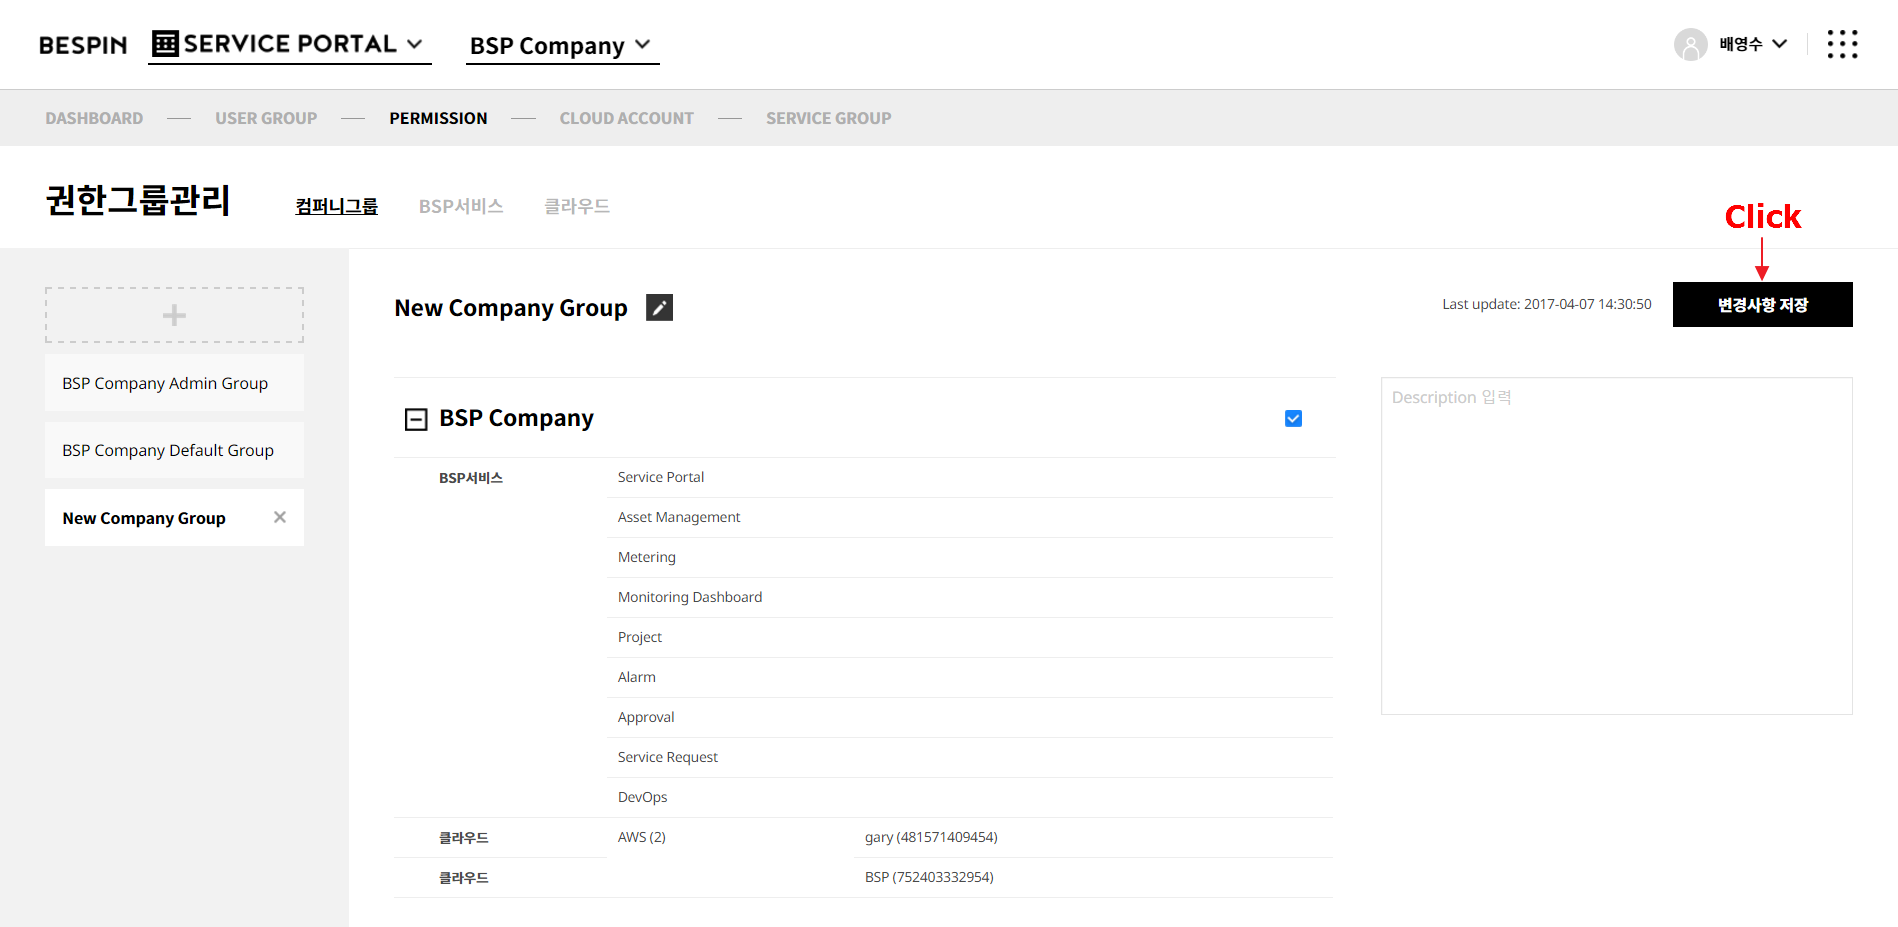 BESPIN SERVICE PORTAL BSP Company 배영수
DASHBOARD USER GROUP PERMISSION CLOUD ACCOUNT SERVICE GROUP
권한그룹관리 컴퍼니그룹 BSP서비스 클라우드
Click
New Company Group Last update: 2017-04-07 14:30:50 변경사항 저장
BSP Company Admin Group
BSP Company Default Group
New Company Group
BSP Company
Description 입력
BSP서비스 Service Portal
Asset Management
Metering
Monitoring Dashboard
Project
Alarm
Approval
Service Request
DevOps
클라우드 AWS (2) gary (481571409454)
클라우드 BSP (752403332954)